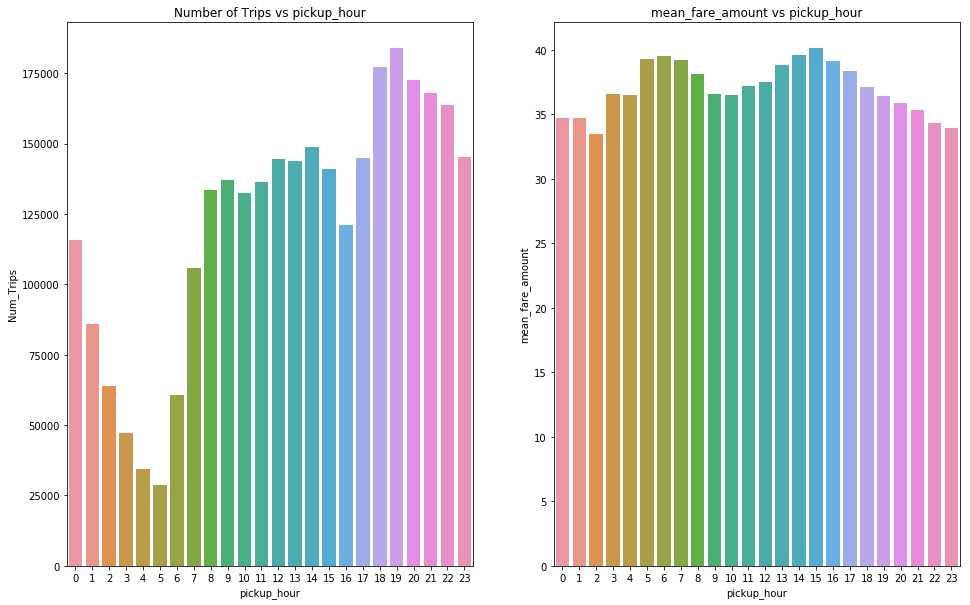 Number of Trips vs pickup_hour
Num_Trips
175000
150000
125000
100000
75000
50000
25000
0
0 1 2 3 4 5 6 7 8 9 10 11 12 13 14 15 16 17 18 19 20 21 22 23
pickup_hour
mean_fare_amount vs pickup_hour
mean_fare_amount
40
35
30
25
20
15
10
5
0
0 1 2 3 4 5 6 7 8 9 10 11 12 13 14 15 16 17 18 19 20 21 22 23
pickup_hour